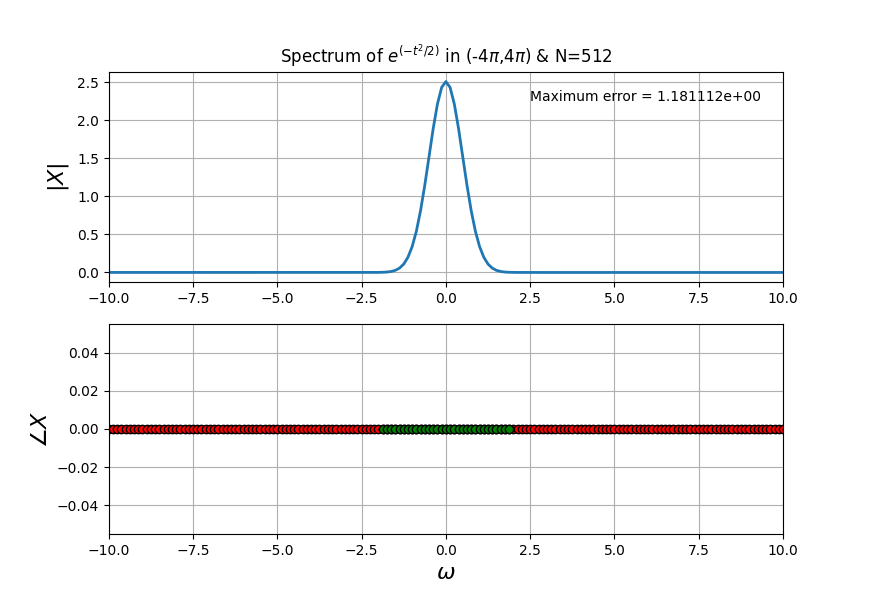 Spectrum of e^(−t²/2) in (-4π,4π) & N=512
Maximum error = 1.181112e+00
|X|
2.5
2.0
1.5
1.0
0.5
0.0
−10.0 −7.5 −5.0 −2.5 0.0 2.5 5.0 7.5 10.0
∠X
0.04
0.02
0.00
−0.02
−0.04
−10.0 −7.5 −5.0 −2.5 0.0 2.5 5.0 7.5 10.0
ω